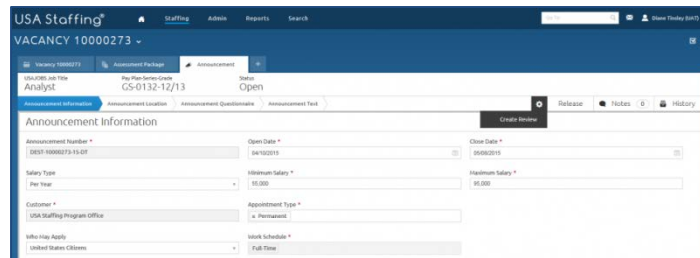 USA Staffing® Staffing Admin Reports Search Diane Tinsley (UAT)
VACANCY 10000273
Vacancy 10000273 Assessment Package Announcement +
USAJOBS Job Title Pay Plan-Series-Grade Status
Analyst GS-0132-12/13 Open
Announcement Information Announcement Location Announcement Questionnaire Announcement Text Release Notes 0 History
Create Review
Announcement Information
Announcement Number * Open Date * Close Date *
DEST-10000273-15-DT 04/10/2015
Salary Type Minimum Salary * Maximum Salary *
Per Year 55,000 95,000
Customer * Appointment Type *
USA Staffing Program Office x Permanent
Who May Apply Work Schedule *
United States Citizens Full-Time